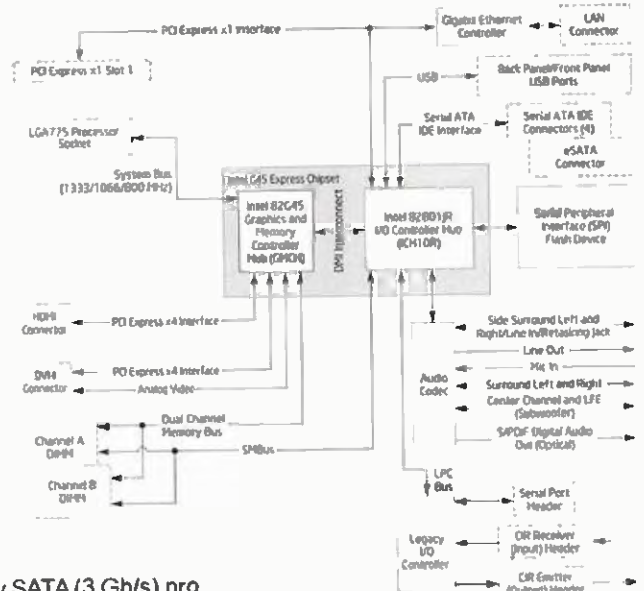 PCI Express x1 Interface
Gigabit Ethernet
Controller
LAN
Connector
PCI Express x1 Slot 1
USB
Back Panel/Front Panel
USB Ports
LGA775 Processor
Socket
Serial ATA
IDE Interface
Serial ATA IDE
Connectors (4)
eSATA
Connector
System Bus
(1333/1066/800 MHz)
Intel G45 Express Chipset
Intel 82G45
Graphics and
Memory
Controller
Hub (GMCH)
DMI Interconnect
Intel 82801JR
I/O Controller Hub
(ICH10R)
Serial Peripheral
Interface (SPI)
Flash Device
HDMI
Connector
PCI Express x4 Interface
DVI-I
Connector
PCI Express x4 Interface
Analog Video
Channel A
DIMM
Channel B
DIMM
Dual Channel
Memory Bus
SMBus
Audio
Codec
Side Surround Left and
Right/Line In/Retasking Jack
Line Out
Mic In
Surround Left and Right
Center Channel and LFE
(Subwoofer)
S/PDIF Digital Audio
Out (Optical)
LPC
Bus
Serial Port
Header
Legacy
I/O
Controller
CIR Receiver
(Input) Header
CIR Emitter
(Output) Header
SATA (3 Gb/s) pro